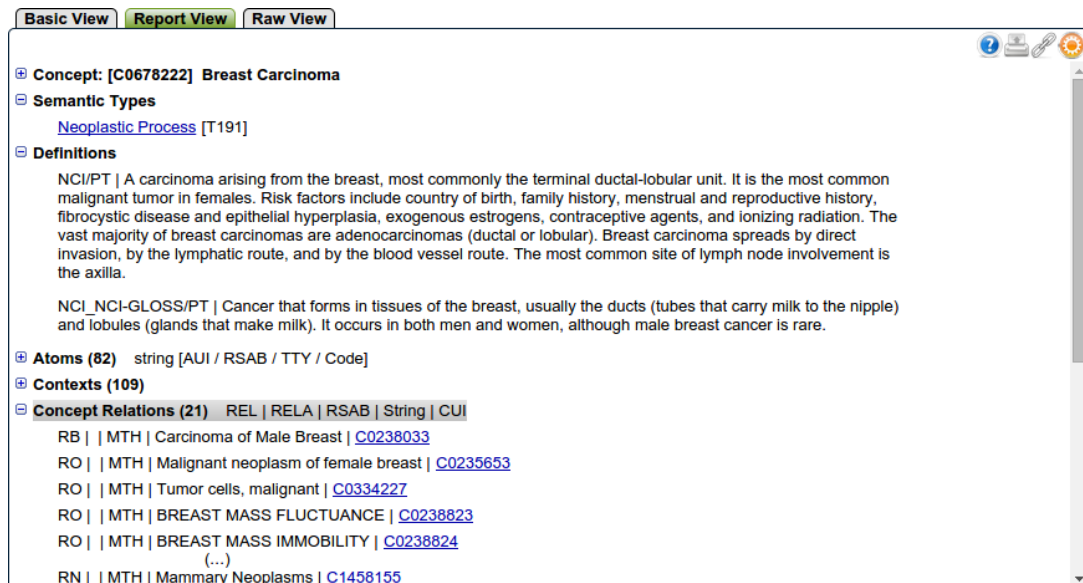 Basic View Report View Raw View
Concept: [C0678222] Breast Carcinoma
Semantic Types
Neoplastic Process [T191]
Definitions
NCI/PT | A carcinoma arising from the breast, most commonly the terminal ductal-lobular unit. It is the most common
malignant tumor in females. Risk factors include country of birth, family history, menstrual and reproductive history,
fibrocystic disease and epithelial hyperplasia, exogenous estrogens, contraceptive agents, and ionizing radiation. The
vast majority of breast carcinomas are adenocarcinomas (ductal or lobular). Breast carcinoma spreads by direct
invasion, by the lymphatic route, and by the blood vessel route. The most common site of lymph node involvement is
the axilla.
NCI_NCI-GLOSS/PT | Cancer that forms in tissues of the breast, usually the ducts (tubes that carry milk to the nipple)
and lobules (glands that make milk). It occurs in both men and women, although male breast cancer is rare.
Atoms (82) string [AUI / RSAB / TTY / Code]
Contexts (109)
Concept Relations (21) REL | RELA | RSAB | String | CUI
RB | | MTH | Carcinoma of Male Breast | C0238033
RO | | MTH | Malignant neoplasm of female breast | C0235653
RO | | MTH | Tumor cells, malignant | C0334227
RO | | MTH | BREAST MASS FLUCTUANCE | C0238823
RO | | MTH | BREAST MASS IMMOBILITY | C0238824
(...)
RN | | MTH | Mammary Neoplasms | C1458155